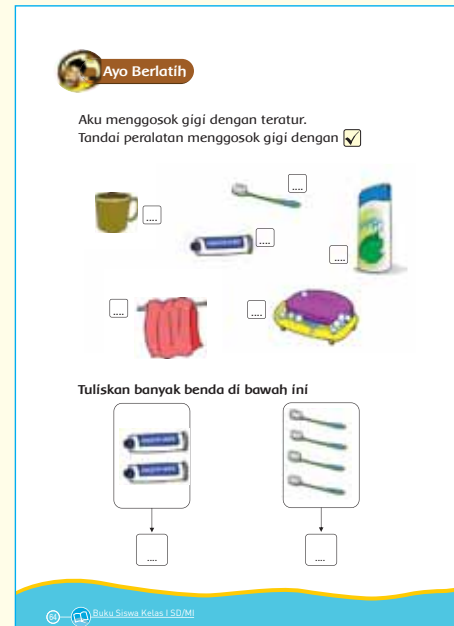 Ayo Berlatih
Aku menggosok gigi dengan teratur.
Tandai peralatan menggosok gigi dengan
....
....
....
....
....
....
Tuliskan banyak benda di bawah ini
....
....
64
Buku Siswa Kelas I SD/MI